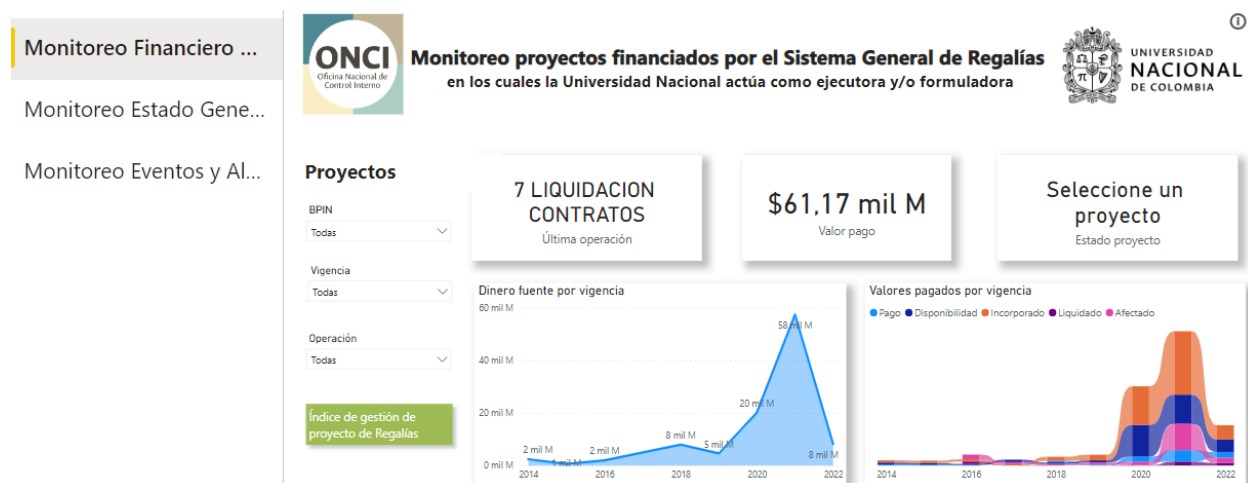 Monitoreo Financiero ...
Monitoreo Estado Gene...
Monitoreo Eventos y Al...
ONCI
Oficina Nacional de
Control Interno
Monitoreo proyectos financiados por el Sistema General de Regalías
en los cuales la Universidad Nacional actúa como ejecutora y/o formuladora
UNIVERSIDAD
NACIONAL
DE COLOMBIA
Proyectos
BPIN
Todas
Vigencia
Todas
Operación
Todas
Índice de gestión de
proyecto de Regalías
7 LIQUIDACION
CONTRATOS
Última operación
$61,17 mil M
Valor pago
Seleccione un
proyecto
Estado proyecto
Dinero fuente por vigencia
60 mil M
40 mil M
20 mil M
0 mil M
2 mil M
2 mil M
8 mil M
5 mil M
20 mil M
58 mil M
8 mil M
2014
2016
2018
2020
2022
Valores pagados por vigencia
Pago Disponibilidad Incorporado Liquidado Afectado
2014
2016
2018
2020
2022